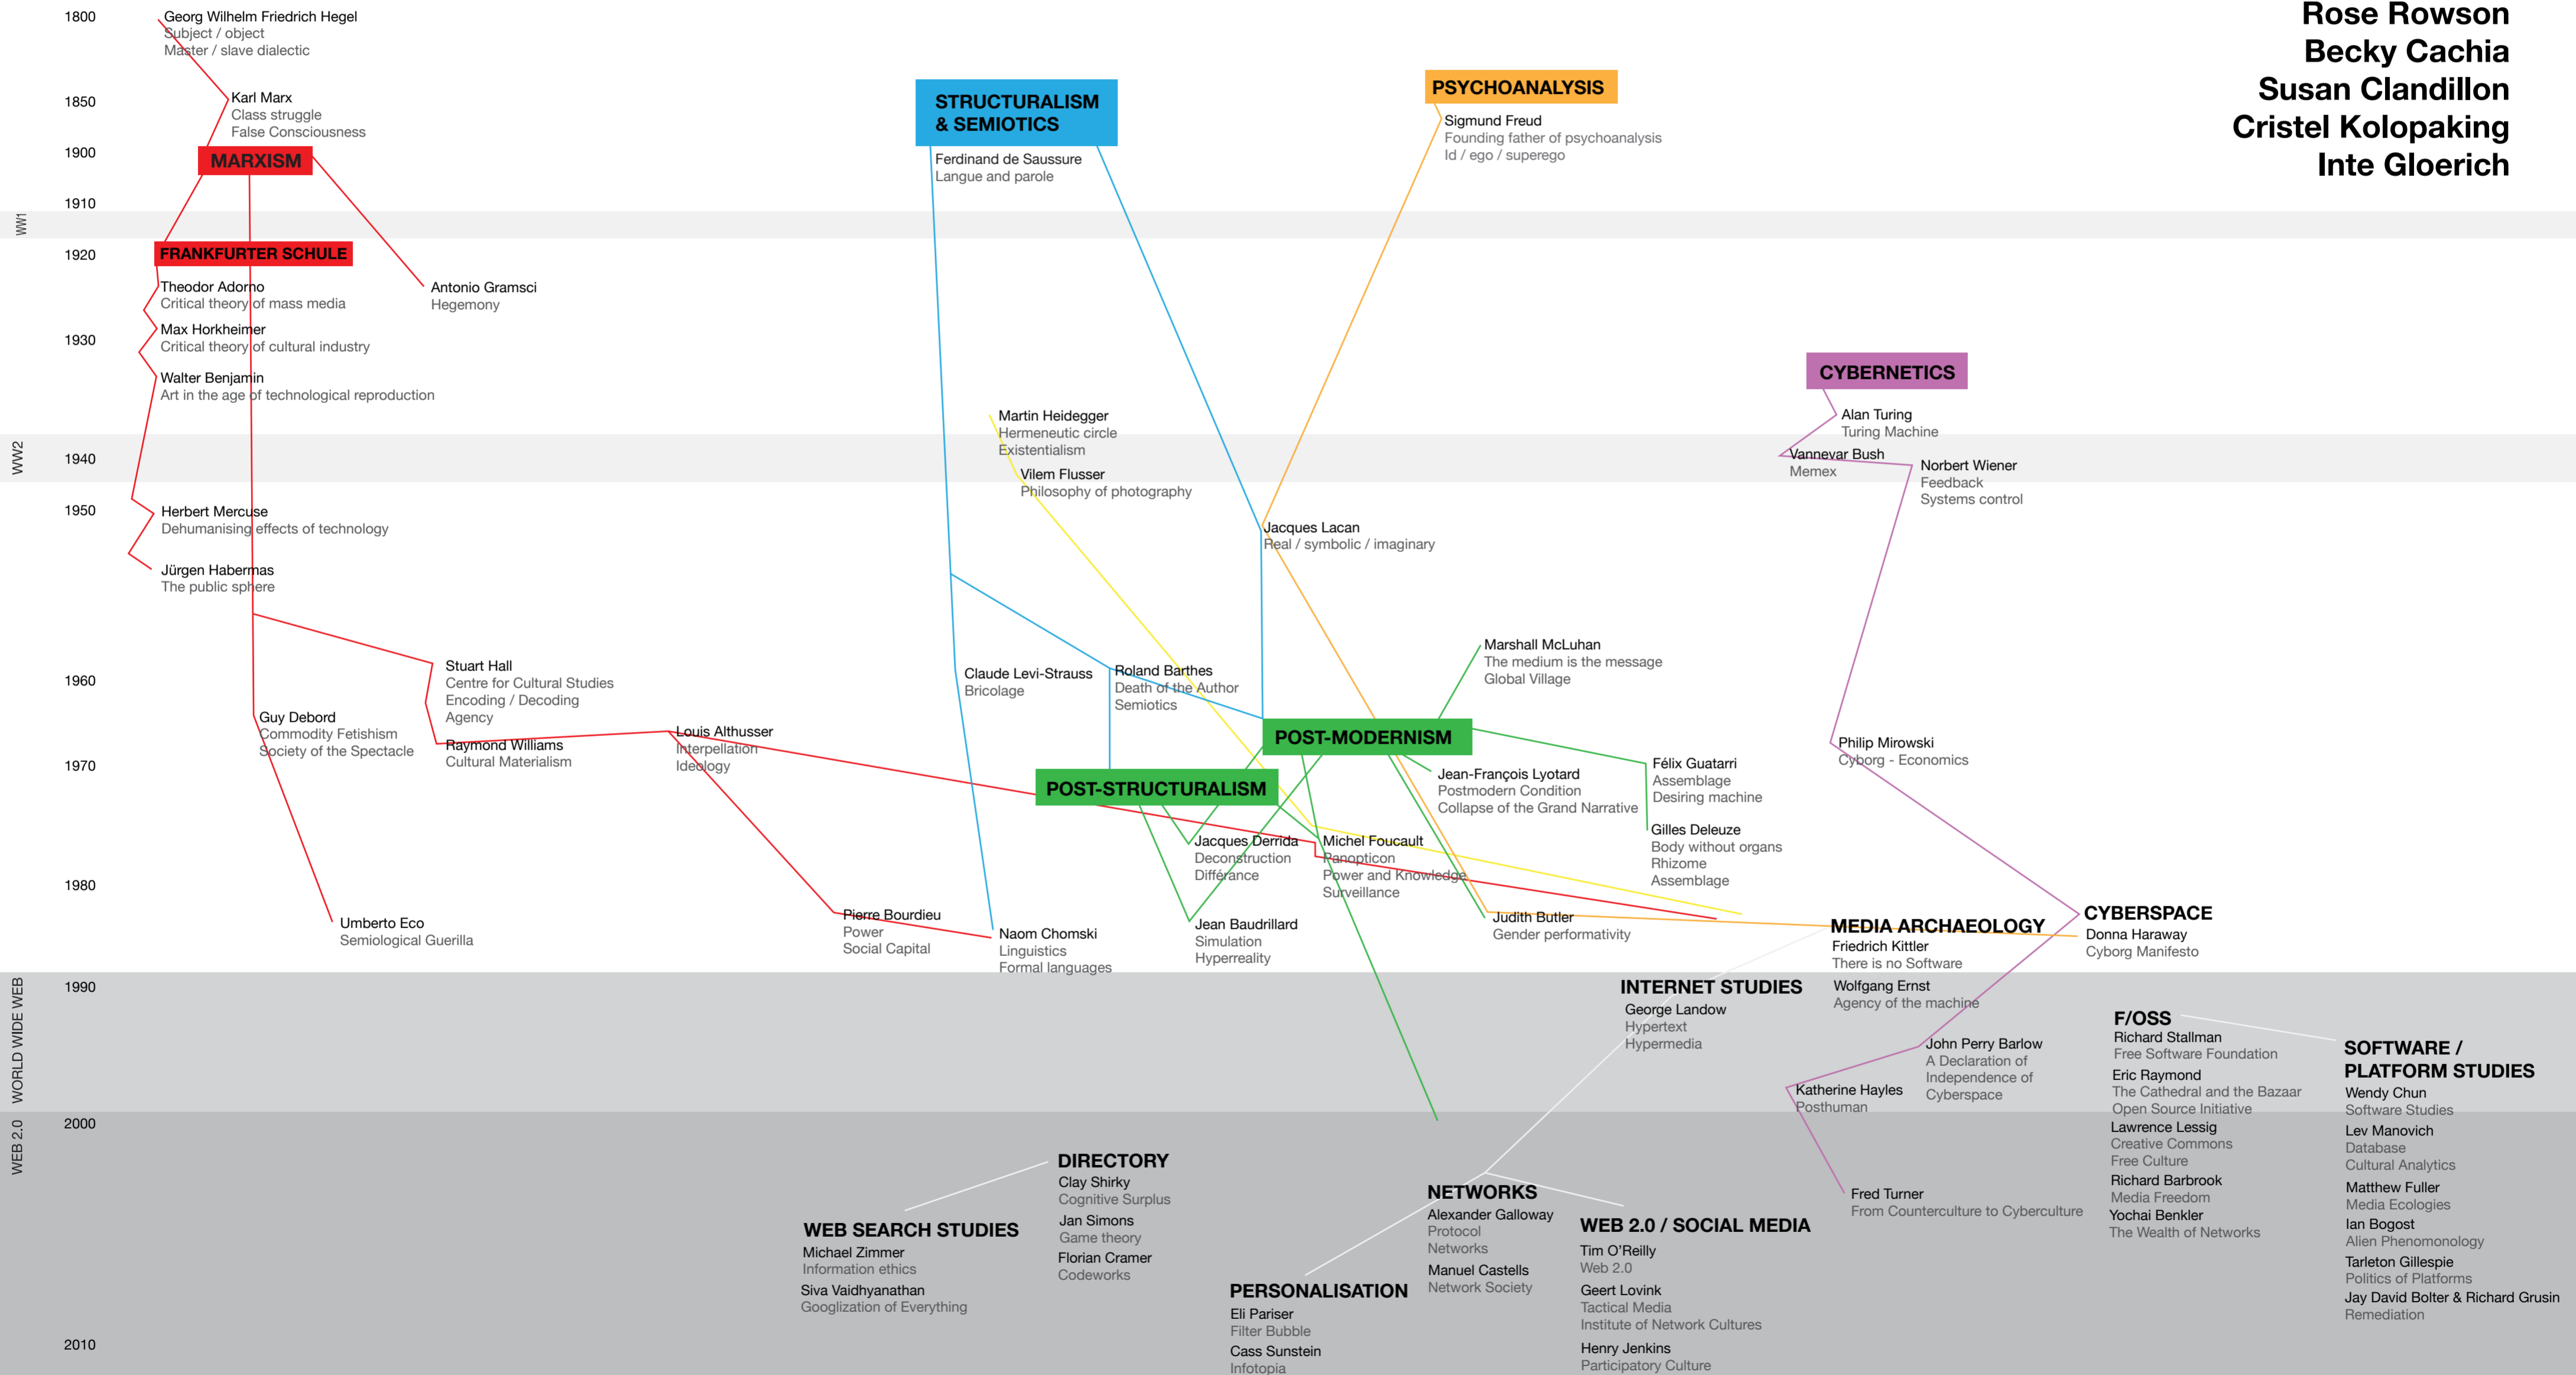 Rose Rowson
Becky Cachia
Susan Clandillon
Cristel Kolopaking
Inte Gloerich
1800
1850
1900
1910
1920
1930
1940
1950
1960
1970
1980
1990
2000
2010
WW1
WW2
WORLD WIDE WEB
WEB 2.0
Georg Wilhelm Friedrich Hegel
Subject / object
Master / slave dialectic
Karl Marx
Class struggle
False Consciousness
MARXISM
FRANKFURTER SCHULE
Theodor Adorno
Critical theory of mass media
Max Horkheimer
Critical theory of cultural industry
Walter Benjamin
Art in the age of technological reproduction
Herbert Mercuse
Dehumanising effects of technology
Jürgen Habermas
The public sphere
Antonio Gramsci
Hegemony
Stuart Hall
Centre for Cultural Studies
Encoding / Decoding
Agency
Guy Debord
Commodity Fetishism
Society of the Spectacle
Raymond Williams
Cultural Materialism
Louis Althusser
Interpellation
Ideology
Umberto Eco
Semiological Guerilla
Pierre Bourdieu
Power
Social Capital
STRUCTURALISM
& SEMIOTICS
Ferdinand de Saussure
Langue and parole
Martin Heidegger
Hermeneutic circle
Existentialism
Vilem Flusser
Philosophy of photography
Claude Levi-Strauss
Bricolage
Roland Barthes
Death of the Author
Semiotics
Naom Chomski
Linguistics
Formal languages
PSYCHOANALYSIS
Sigmund Freud
Founding father of psychoanalysis
Id / ego / superego
Jacques Lacan
Real / symbolic / imaginary
Marshall McLuhan
The medium is the message
Global Village
POST-MODERNISM
POST-STRUCTURALISM
Jean-François Lyotard
Postmodern Condition
Collapse of the Grand Narrative
Félix Guatarri
Assemblage
Desiring machine
Gilles Deleuze
Body without organs
Rhizome
Assemblage
Jacques Derrida
Deconstruction
Différance
Michel Foucault
Panopticon
Power and Knowledge
Surveillance
Jean Baudrillard
Simulation
Hyperreality
Judith Butler
Gender performativity
CYBERNETICS
Alan Turing
Turing Machine
Vannevar Bush
Memex
Norbert Wiener
Feedback
Systems control
Philip Mirowski
Cyborg - Economics
CYBERSPACE
Donna Haraway
Cyborg Manifesto
MEDIA ARCHAEOLOGY
Friedrich Kittler
There is no Software
Wolfgang Ernst
Agency of the machine
INTERNET STUDIES
George Landow
Hypertext
Hypermedia
John Perry Barlow
A Declaration of
Independence of
Cyberspace
Katherine Hayles
Posthuman
Fred Turner
From Counterculture to Cyberculture
F/OSS
Richard Stallman
Free Software Foundation
Eric Raymond
The Cathedral and the Bazaar
Open Source Initiative
Lawrence Lessig
Creative Commons
Free Culture
Richard Barbrook
Media Freedom
Yochai Benkler
The Wealth of Networks
SOFTWARE /
PLATFORM STUDIES
Wendy Chun
Software Studies
Lev Manovich
Database
Cultural Analytics
Matthew Fuller
Media Ecologies
Ian Bogost
Alien Phenomonology
Tarleton Gillespie
Politics of Platforms
Jay David Bolter & Richard Grusin
Remediation
DIRECTORY
Clay Shirky
Cognitive Surplus
Jan Simons
Game theory
Florian Cramer
Codeworks
WEB SEARCH STUDIES
Michael Zimmer
Information ethics
Siva Vaidhyanathan
Googlization of Everything
PERSONALISATION
Eli Pariser
Filter Bubble
Cass Sunstein
Infotopia
NETWORKS
Alexander Galloway
Protocol
Networks
Manuel Castells
Network Society
WEB 2.0 / SOCIAL MEDIA
Tim O'Reilly
Web 2.0
Geert Lovink
Tactical Media
Institute of Network Cultures
Henry Jenkins
Participatory Culture